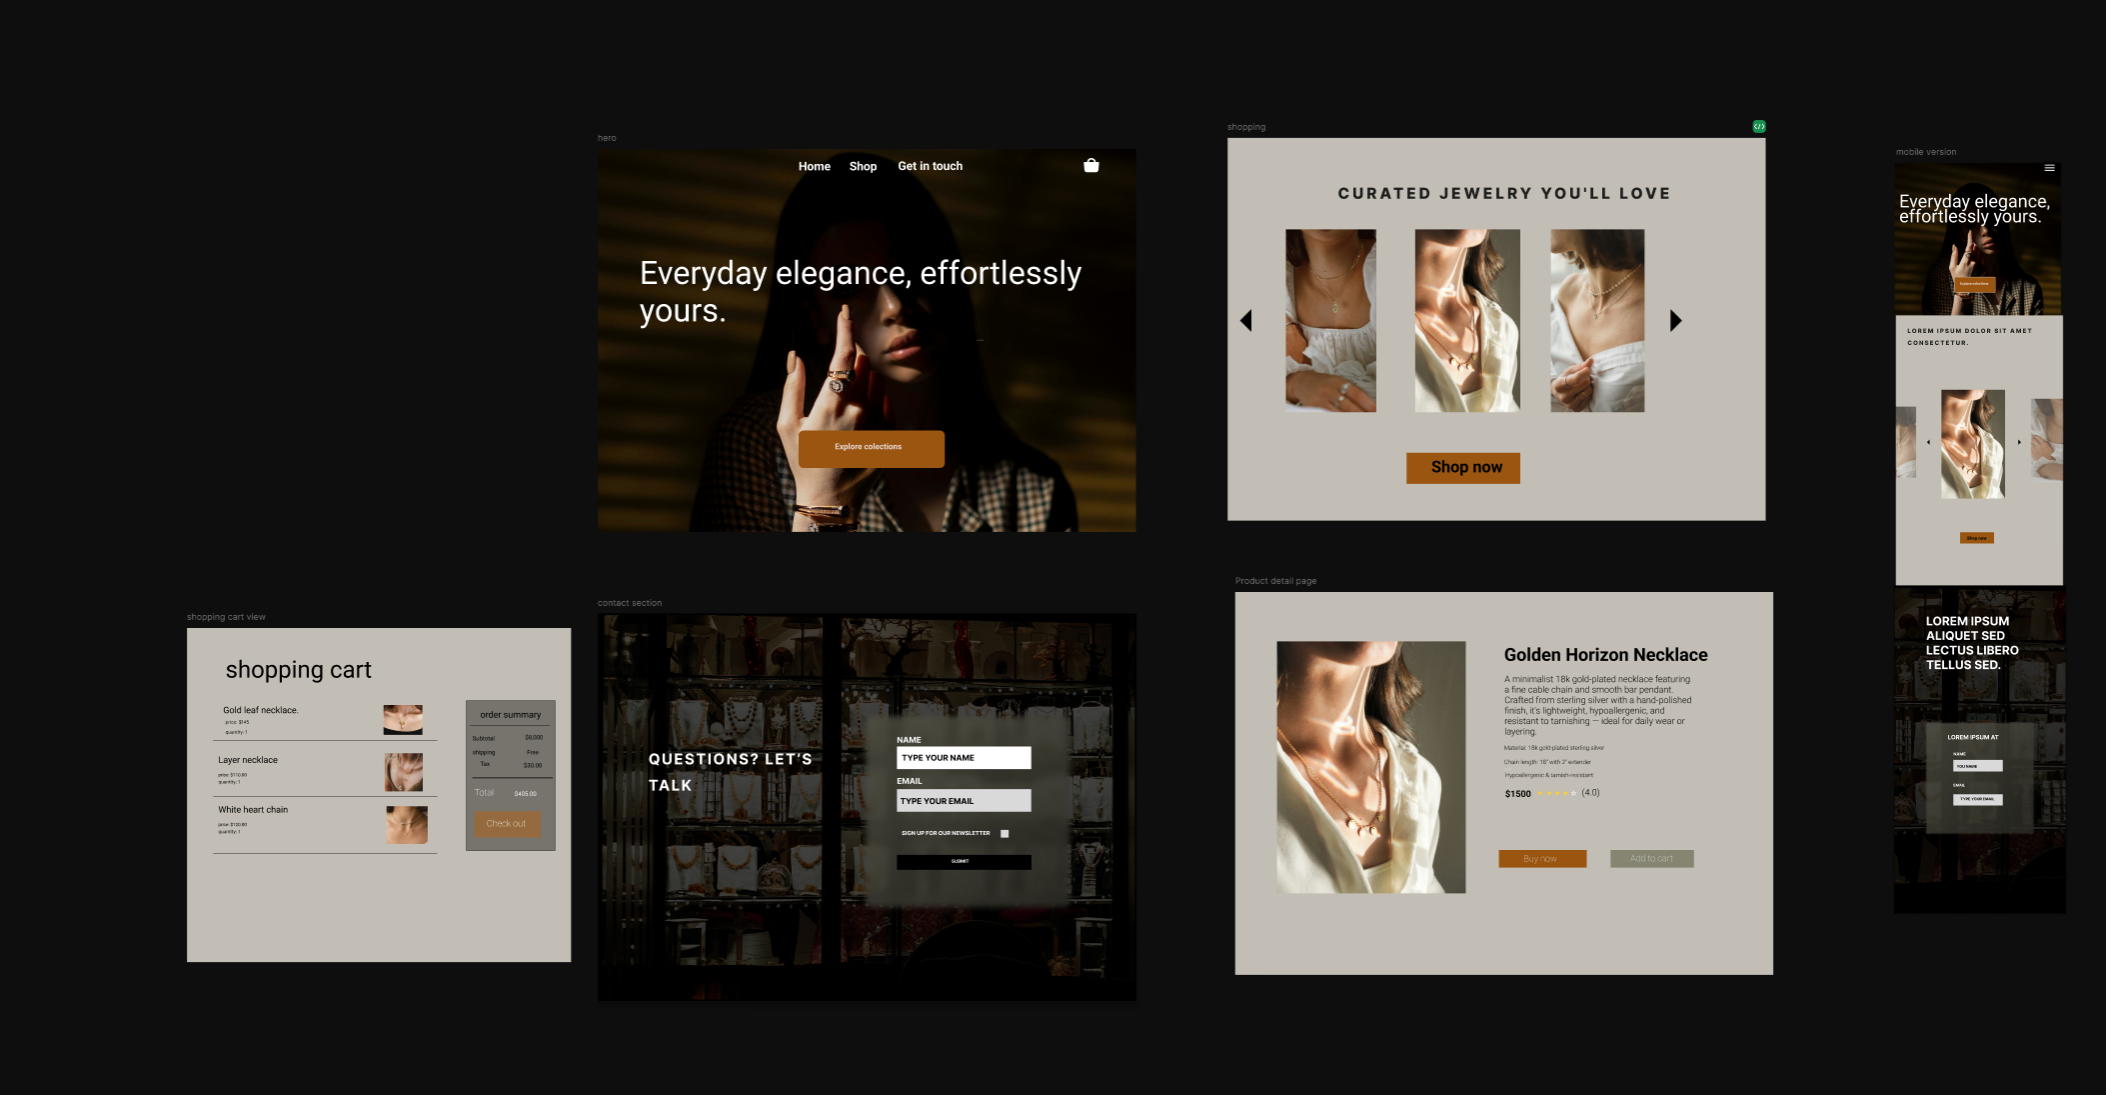 hero
Home Shop Get in touch
Everyday elegance, effortlessly
yours.
Explore colections
shopping
CURATED JEWELRY YOU'LL LOVE
Shop now
mobile version
Everyday elegance,
effortlessly yours.
Explore colections
LOREM IPSUM DOLOR SIT AMET
CONSECTETUR.
Shop now
LOREM IPSUM
ALIQUET SED
LECTUS LIBERO
TELLUS SED.
LOREM IPSUM AT
NAME
YOU NAME
EMAIL
TYPE YOUR EMAIL
shopping cart view
shopping cart
Gold leaf necklace.
price: $145
quantity: 1
Layer necklace
price: $110.00
quantity: 1
White heart chain
price: $120.00
quantity: 1
order summary
Subtotal $8,000
shipping Free
Tax $30.00
Total $405.00
Check out
contact section
QUESTIONS? LET'S
TALK
NAME
TYPE YOUR NAME
EMAIL
TYPE YOUR EMAIL
SIGN UP FOR OUR NEWSLETTER
SUBMIT
Product detail page
Golden Horizon Necklace
A minimalist 18k gold-plated necklace featuring
a fine cable chain and smooth bar pendant.
Crafted from sterling silver with a hand-polished
finish, it's lightweight, hypoallergenic, and
resistant to tarnishing — ideal for daily wear or
layering.
Material: 18k gold-plated sterling silver
Chain length: 18" with 2" extender
Hypoallergenic & tarnish-resistant
$1500 (4.0)
Buy now Add to cart